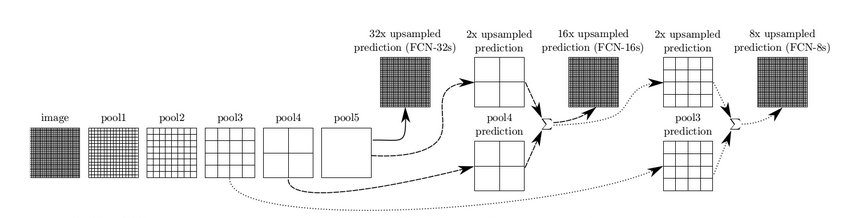 32x upsampled
prediction (FCN-32s)
2x upsampled
prediction
16x upsampled
prediction (FCN-16s)
2x upsampled
prediction
8x upsampled
prediction (FCN-8s)
image
pool1
pool2
pool3
pool4
pool5
pool4
prediction
∑
pool3
prediction
∑